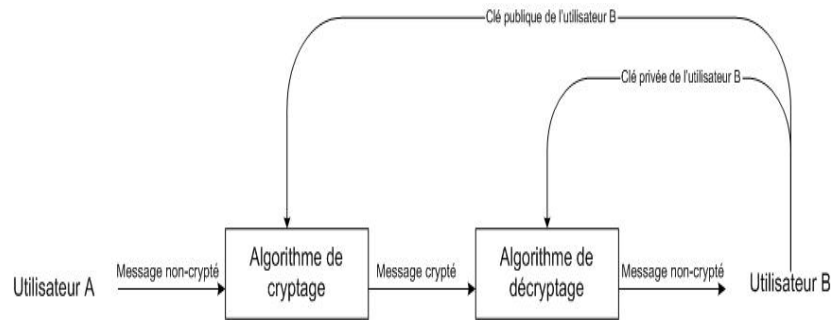 Clé publique de l'utilisateur B
Clé privée de l'utilisateur B
Utilisateur A
Message non-crypté
Algorithme de
cryptage
Message crypté
Algorithme de
décryptage
Message non-crypté
Utilisateur B